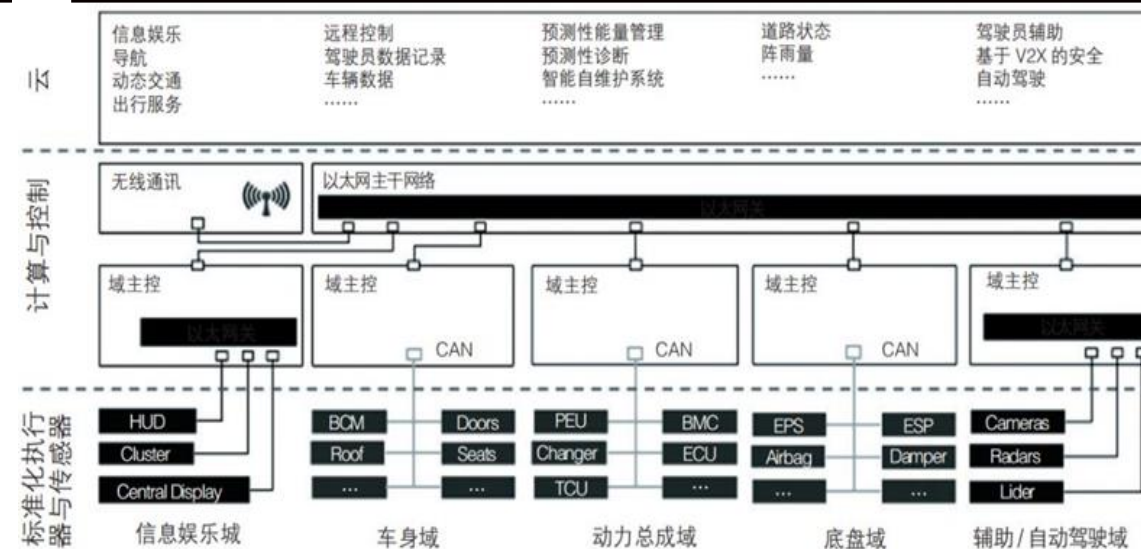 云
信息娱乐
导航
动态交通
出行服务
远程控制
驾驶员数据记录
车辆数据
……
预测性能量管理
预测性诊断
智能自维护系统
……
道路状态
阵雨量
……
驾驶员辅助
基于 V2X 的安全
自动驾驶
……
计算与控制
无线通讯
以太网主干网络
以太网关
域主控
以太网关
域主控
CAN
域主控
CAN
域主控
CAN
域主控
以太网关
标准化执行
器与传感器
HUD
Cluster
Central Display
信息娱乐城
BCM
Doors
Roof
Seats
…
…
车身域
PEU
BMC
Changer
ECU
TCU
…
动力总成域
EPS
ESP
Airbag
Damper
…
…
底盘域
Cameras
Radars
Lider
辅助/自动驾驶域